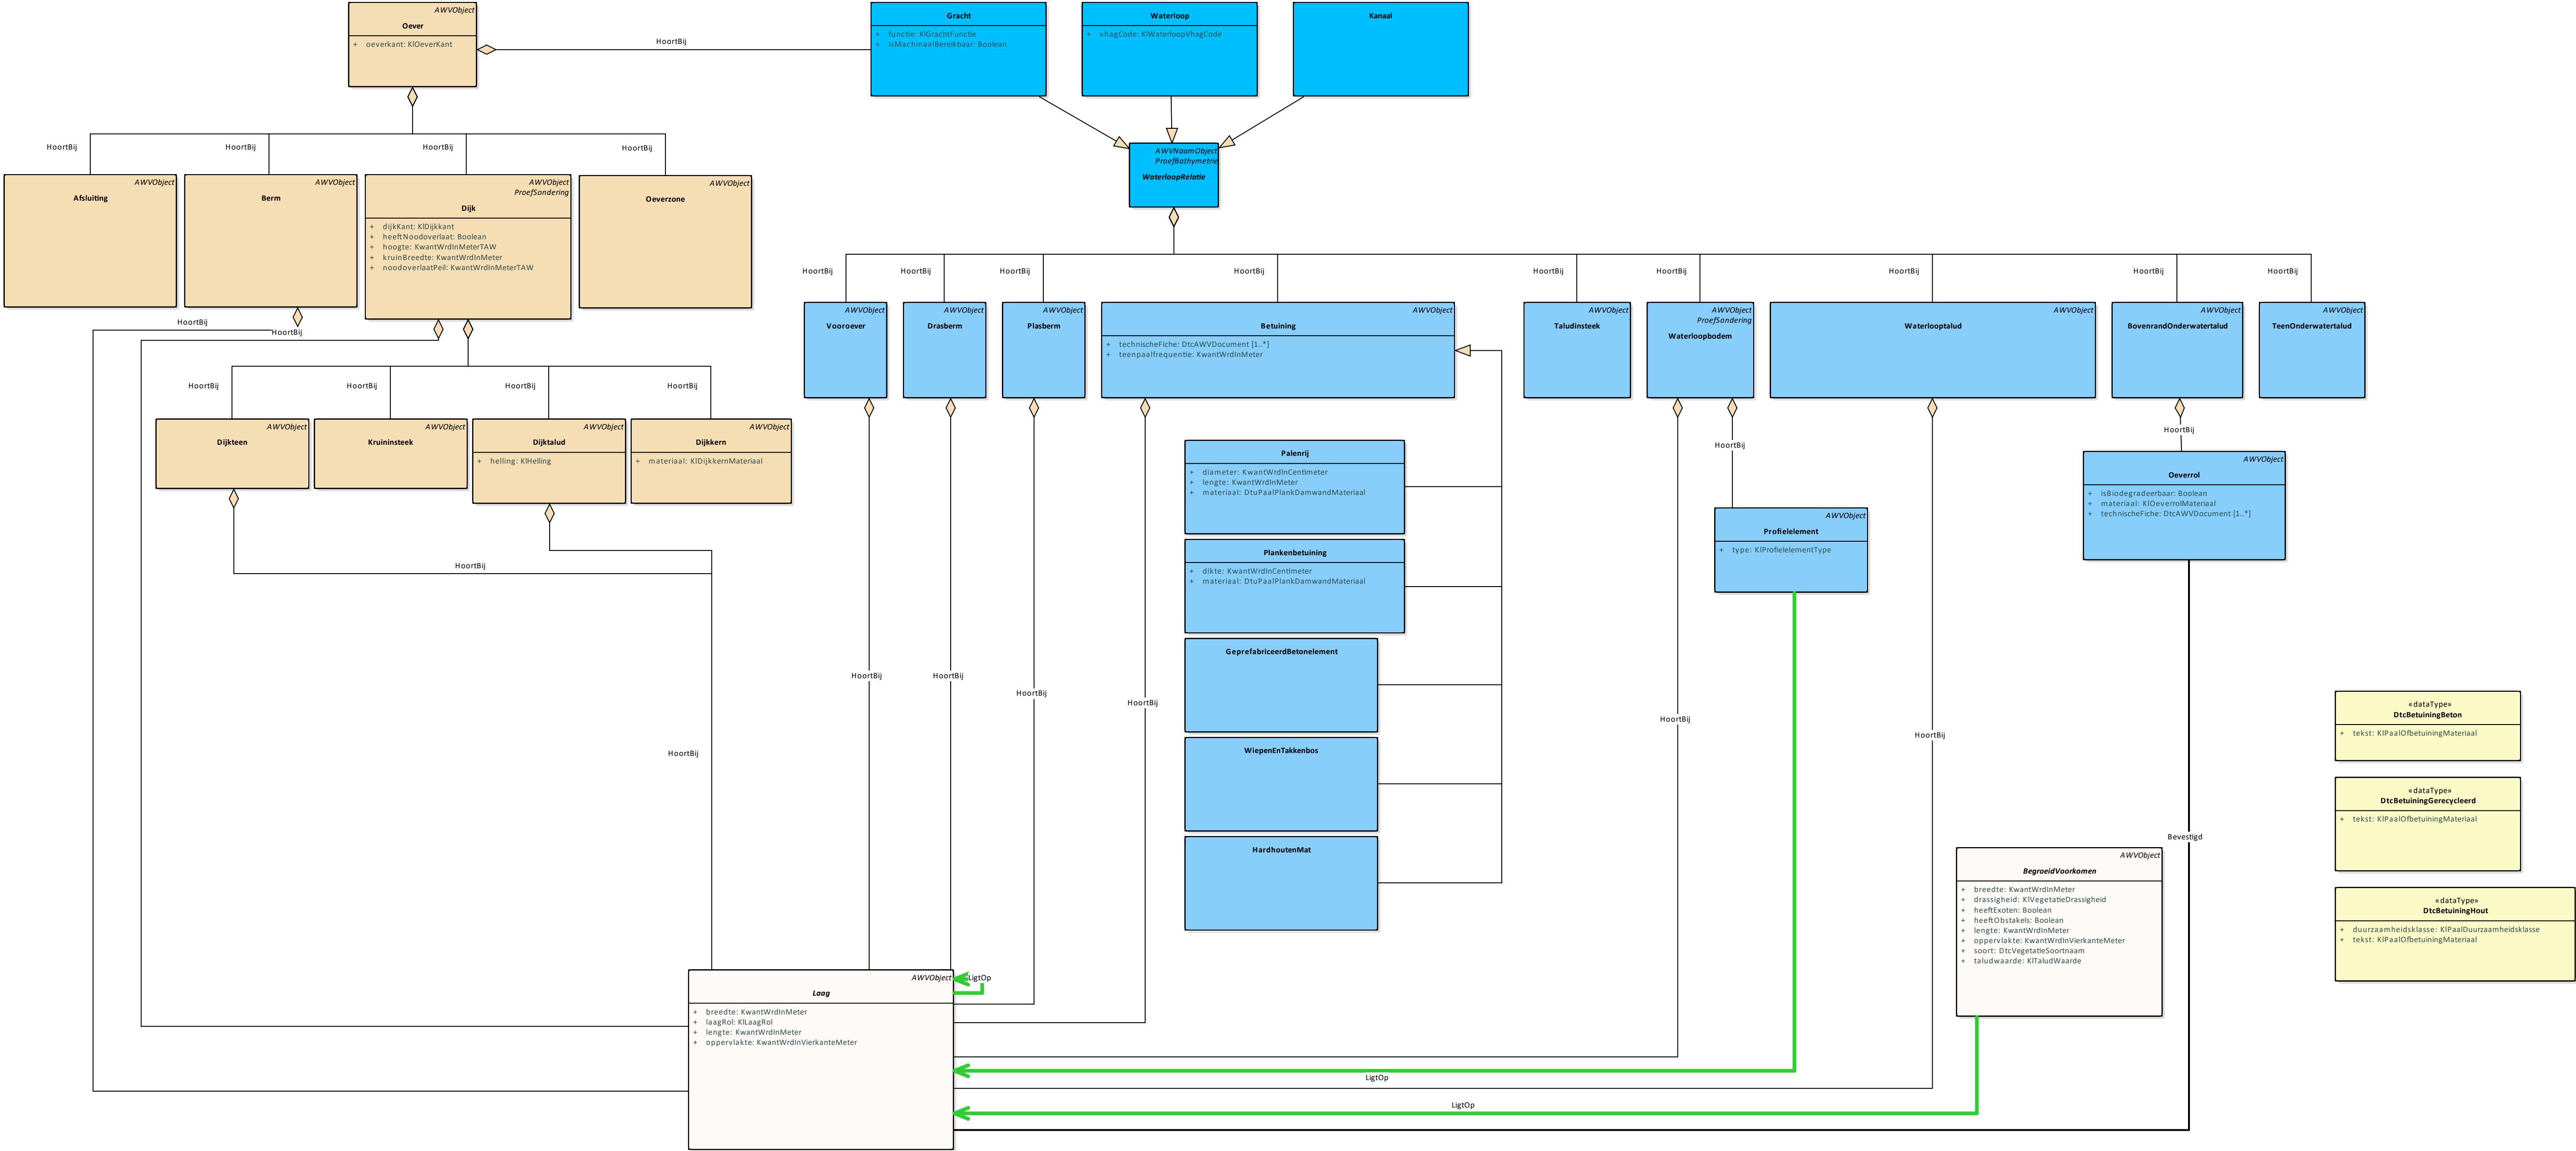 AWVObject
Oever
+ oeverkant: KlOeverKant
HoortBij
Gracht
+ functie: KlGrachtFunctie
+ isMachinaalBereikbaar: Boolean
Waterloop
+ vhagCode: KlWaterloopVhagCode
Kanaal
AWVNaamObject
ProefBathymetrie
WaterloopRelatie
HoortBij
HoortBij
HoortBij
HoortBij
AWVObject
Afsluiting
AWVObject
Berm
AWVObject
ProefSondering
Dijk
+ dijkKant: KlDijkkant
+ heeftNoodoverlaat: Boolean
+ hoogte: KwantWrdInMeterTAW
+ kruinBreedte: KwantWrdInMeter
+ noodoverlaatPeil: KwantWrdInMeterTAW
AWVObject
Oeverzone
HoortBij
HoortBij
HoortBij
HoortBij
HoortBij
HoortBij
HoortBij
HoortBij
HoortBij
AWVObject
Vooroever
AWVObject
Drasberm
AWVObject
Plasberm
AWVObject
Betuining
+ technischeFiche: DtcAWVDocument [1..*]
+ teenpaalfrequentie: KwantWrdInMeter
AWVObject
Taludinsteek
AWVObject
ProefSondering
Waterloopbodem
AWVObject
Waterlooptalud
AWVObject
BovenrandOnderwatertalud
AWVObject
TeenOnderwatertalud
HoortBij
HoortBij
HoortBij
HoortBij
HoortBij
HoortBij
AWVObject
Dijkteen
AWVObject
Kruininsteek
AWVObject
Dijktalud
+ helling: KlHelling
AWVObject
Dijkkern
+ materiaal: KlDijkkernMateriaal
HoortBij
HoortBij
Palenrij
+ diameter: KwantWrdInCentimeter
+ lengte: KwantWrdInMeter
+ materiaal: DtuPaalPlankDamwandMateriaal
AWVObject
Oeverrol
+ isBiodegradeerbaar: Boolean
+ materiaal: KlOeverrolMateriaal
+ technischeFiche: DtcAWVDocument [1..*]
AWVObject
Profielelement
+ type: KlProfielelementType
Plankenbetuining
+ dikte: KwantWrdInCentimeter
+ materiaal: DtuPaalPlankDamwandMateriaal
HoortBij
GeprefabriceerdBetonelement
HoortBij
HoortBij
HoortBij
HoortBij
HoortBij
HoortBij
HoortBij
WiepenEnTakkenbos
«dataType»
DtcBetuiningBeton
+ tekst: KlPaalOfbetuiningMateriaal
«dataType»
DtcBetuiningGerecycleerd
+ tekst: KlPaalOfbetuiningMateriaal
Bevestigd
HardhoutenMat
AWVObject
BegroeidVoorkomen
+ breedte: KwantWrdInMeter
+ drassigheid: KlVegetatieDrassigheid
+ heeftExoten: Boolean
+ heeftObstakels: Boolean
+ lengte: KwantWrdInMeter
+ oppervlakte: KwantWrdInVierkanteMeter
+ soort: DtcVegetatieSoortnaam
+ taludwaarde: KlTaludWaarde
«dataType»
DtcBetuiningHout
+ duurzaamheidsklasse: KlPaalDuurzaamheidsklasse
+ tekst: KlPaalOfbetuiningMateriaal
AWVObject
LigtOp
Laag
+ breedte: KwantWrdInMeter
+ laagRol: KlLaagRol
+ lengte: KwantWrdInMeter
+ oppervlakte: KwantWrdInVierkanteMeter
LigtOp
LigtOp